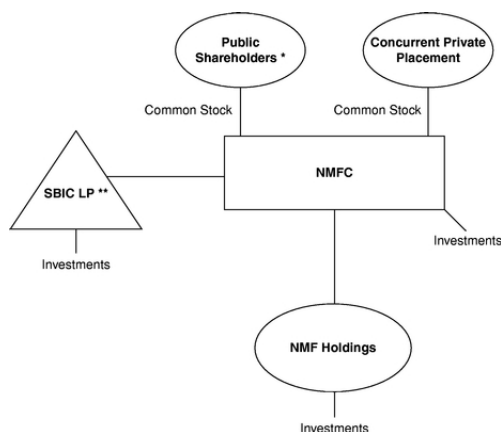 Public
Shareholders *
Concurrent Private
Placement
Common Stock
Common Stock
NMFC
SBIC LP **
Investments
Investments
NMF Holdings
Investments